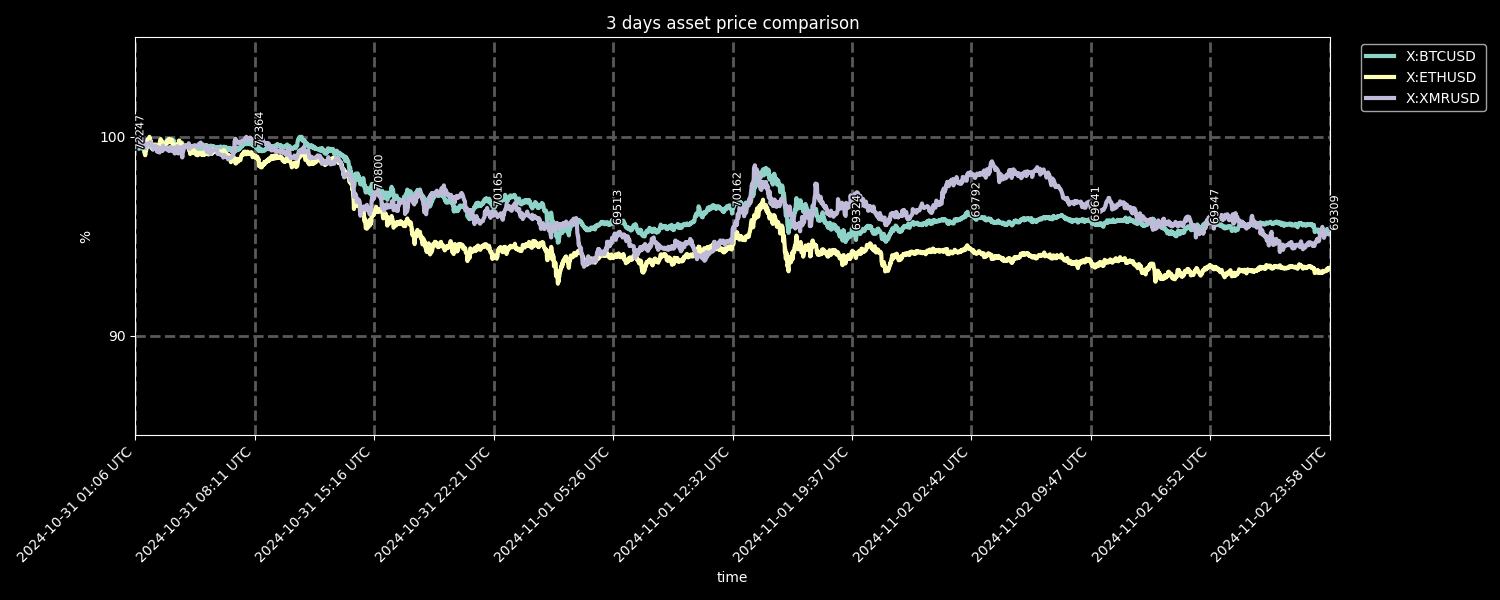 3 days asset price comparison
X:BTCUSD
X:ETHUSD
X:XMRUSD
100
90
%
72247
72364
70800
70165
69513
70162
69324
69792
69641
69547
69309
2024-10-31 01:06 UTC
2024-10-31 08:11 UTC
2024-10-31 15:16 UTC
2024-10-31 22:21 UTC
2024-11-01 05:26 UTC
2024-11-01 12:32 UTC
2024-11-01 19:37 UTC
2024-11-02 02:42 UTC
2024-11-02 09:47 UTC
2024-11-02 16:52 UTC
2024-11-02 23:58 UTC
time